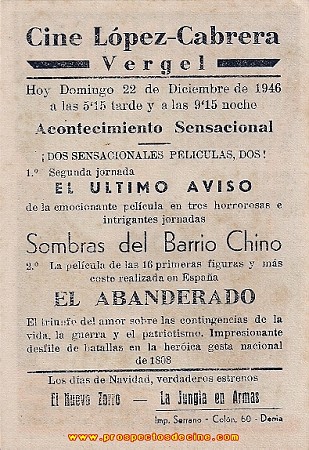 Cine López-Cabrera
Vergel
Hoy Domingo 22 de Diciembre de 1946
a las 5'15 tarde y a las 9'15 noche
Acontecimiento Sensacional
¡DOS SENSACIONALES PELICULAS, DOS!
1.º Segunda jornada
EL ULTIMO AVISO
de la emocionante película en tres horrorosas e
intrigantes jornadas
Sombras del Barrio Chino
2.º La película de las 16 primeras figuras y más
costo realizada en España
EL ABANDERADO
El triunfo del amor sobre las contingencias de la
vida, la guerra y el patriotismo. Impresionante
desfile de batallas en la heróica gesta nacional
de 1808
Los días de Navidad, verdaderos estrenos
El Nuevo Zorro — La Jungla en Armas
Imp. Serrano - Colón, 60 - Denia
www.prospectosdecine.com